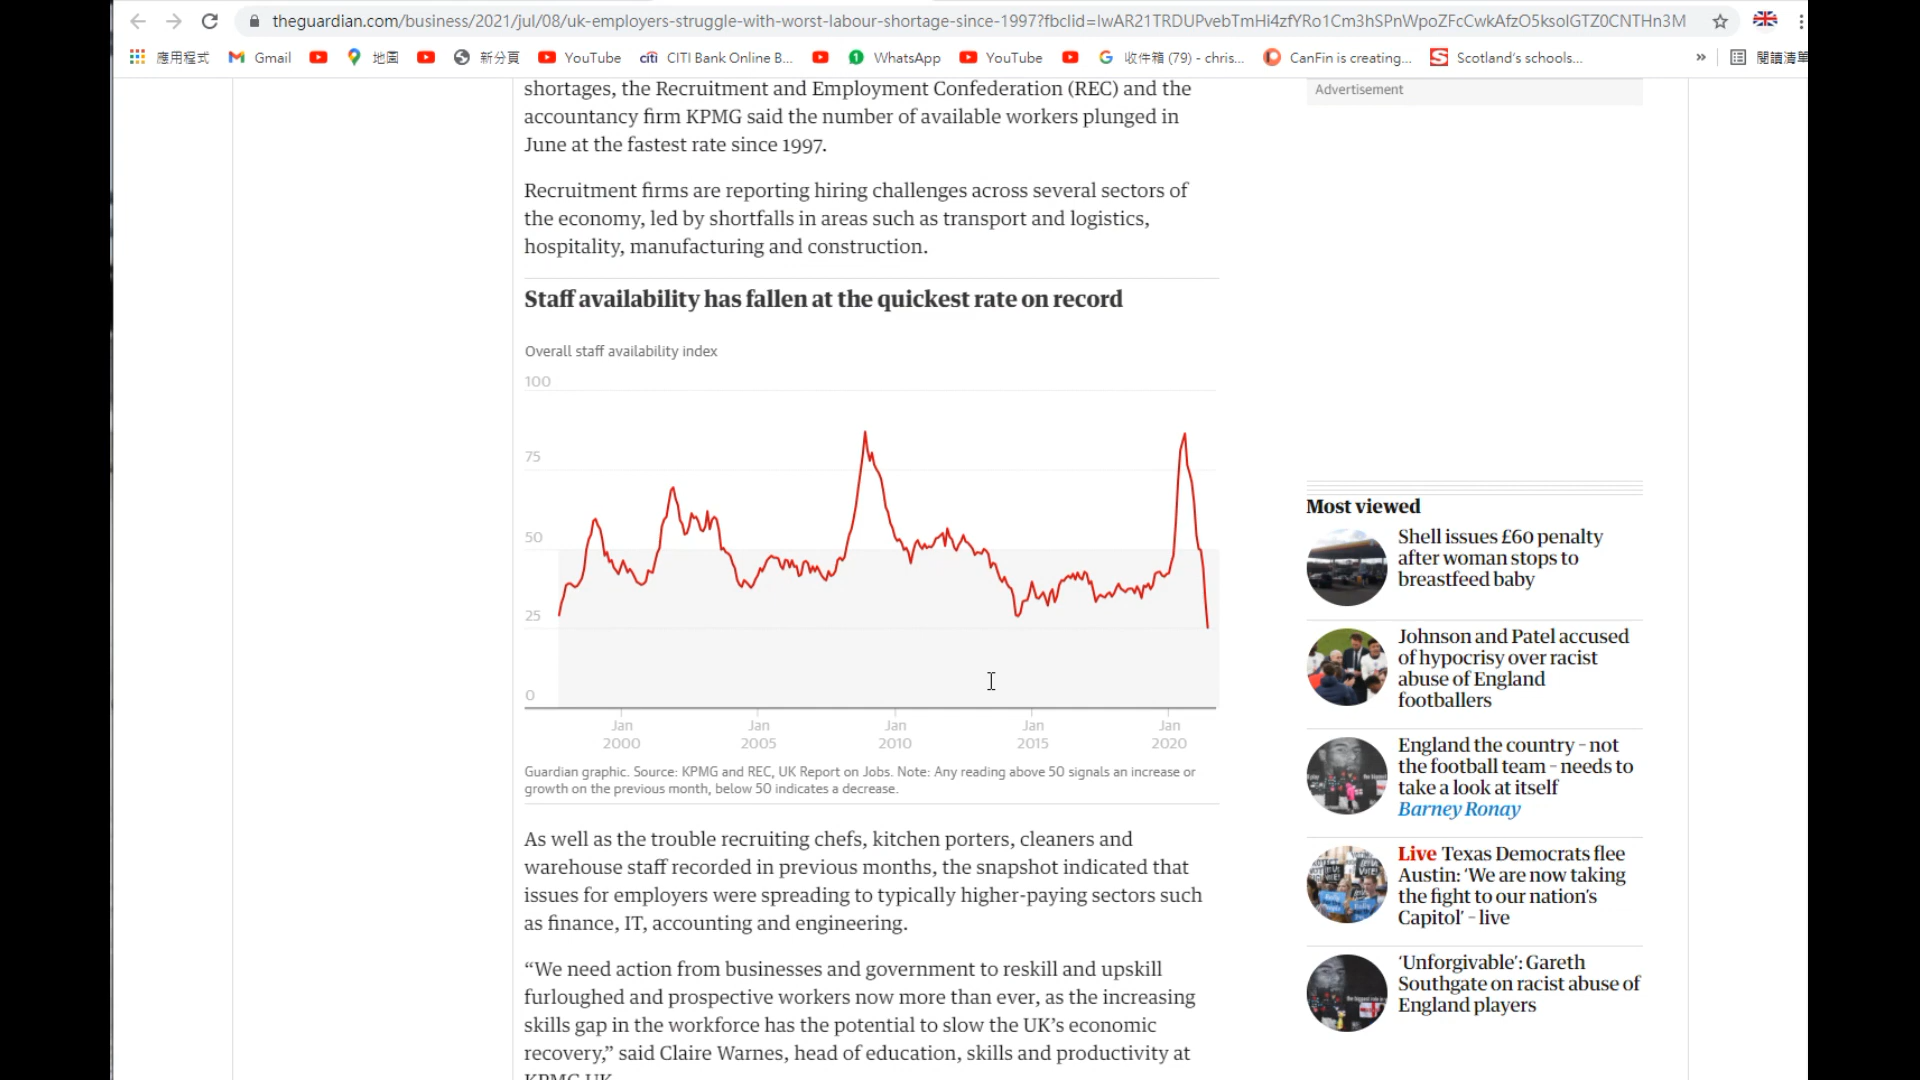 theguardian.com/business/2021/jul/08/uk-employers-struggle-with-worst-labour-shortage-since-1997?fbclid=IwAR21TRDUPvebTmHi4zfYRo1Cm3hSPnWpoZFcCwkAfzO5ksolGTZ0CNTHn3M
應用程式 Gmail 地圖 新分頁 YouTube citi CITI Bank Online B... 1 WhatsApp YouTube 收件箱 (79) - chris... CanFin is creating... Scotland's schools... » 閱讀清單
shortages, the Recruitment and Employment Confederation (REC) and the
accountancy firm KPMG said the number of available workers plunged in
June at the fastest rate since 1997.
Recruitment firms are reporting hiring challenges across several sectors of
the economy, led by shortfalls in areas such as transport and logistics,
hospitality, manufacturing and construction.
Staff availability has fallen at the quickest rate on record
Overall staff availability index
100
75
50
25
0
Jan Jan Jan Jan Jan
2000 2005 2010 2015 2020
Guardian graphic. Source: KPMG and REC, UK Report on Jobs. Note: Any reading above 50 signals an increase or
growth on the previous month, below 50 indicates a decrease.
As well as the trouble recruiting chefs, kitchen porters, cleaners and
warehouse staff recorded in previous months, the snapshot indicated that
issues for employers were spreading to typically higher-paying sectors such
as finance, IT, accounting and engineering.
“We need action from businesses and government to reskill and upskill
furloughed and prospective workers now more than ever, as the increasing
skills gap in the workforce has the potential to slow the UK’s economic
recovery,” said Claire Warnes, head of education, skills and productivity at
KPMG UK.
Advertisement
Most viewed
Shell issues £60 penalty
after woman stops to
breastfeed baby
Johnson and Patel accused
of hypocrisy over racist
abuse of England
footballers
England the country – not
the football team – needs to
take a look at itself
Barney Ronay
Live Texas Democrats flee
Austin: ‘We are now taking
the fight to our nation’s
Capitol’ – live
‘Unforgivable’: Gareth
Southgate on racist abuse of
England players